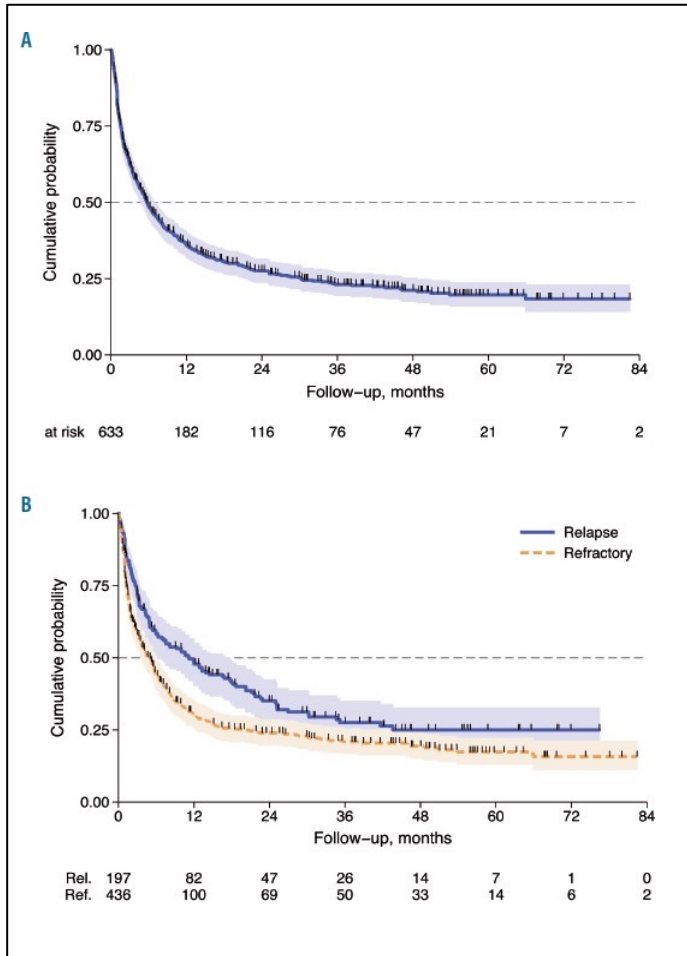 A
1.00
0.75
0.50
0.25
0.00
Cumulative probability
0 12 24 36 48 60 72 84
Follow-up, months
at risk 633 182 116 76 47 21 7 2
B
1.00
0.75
0.50
0.25
0.00
Cumulative probability
Relapse
Refractory
0 12 24 36 48 60 72 84
Follow-up, months
Rel. 197 82 47 26 14 7 1 0
Ref. 436 100 69 50 33 14 6 2